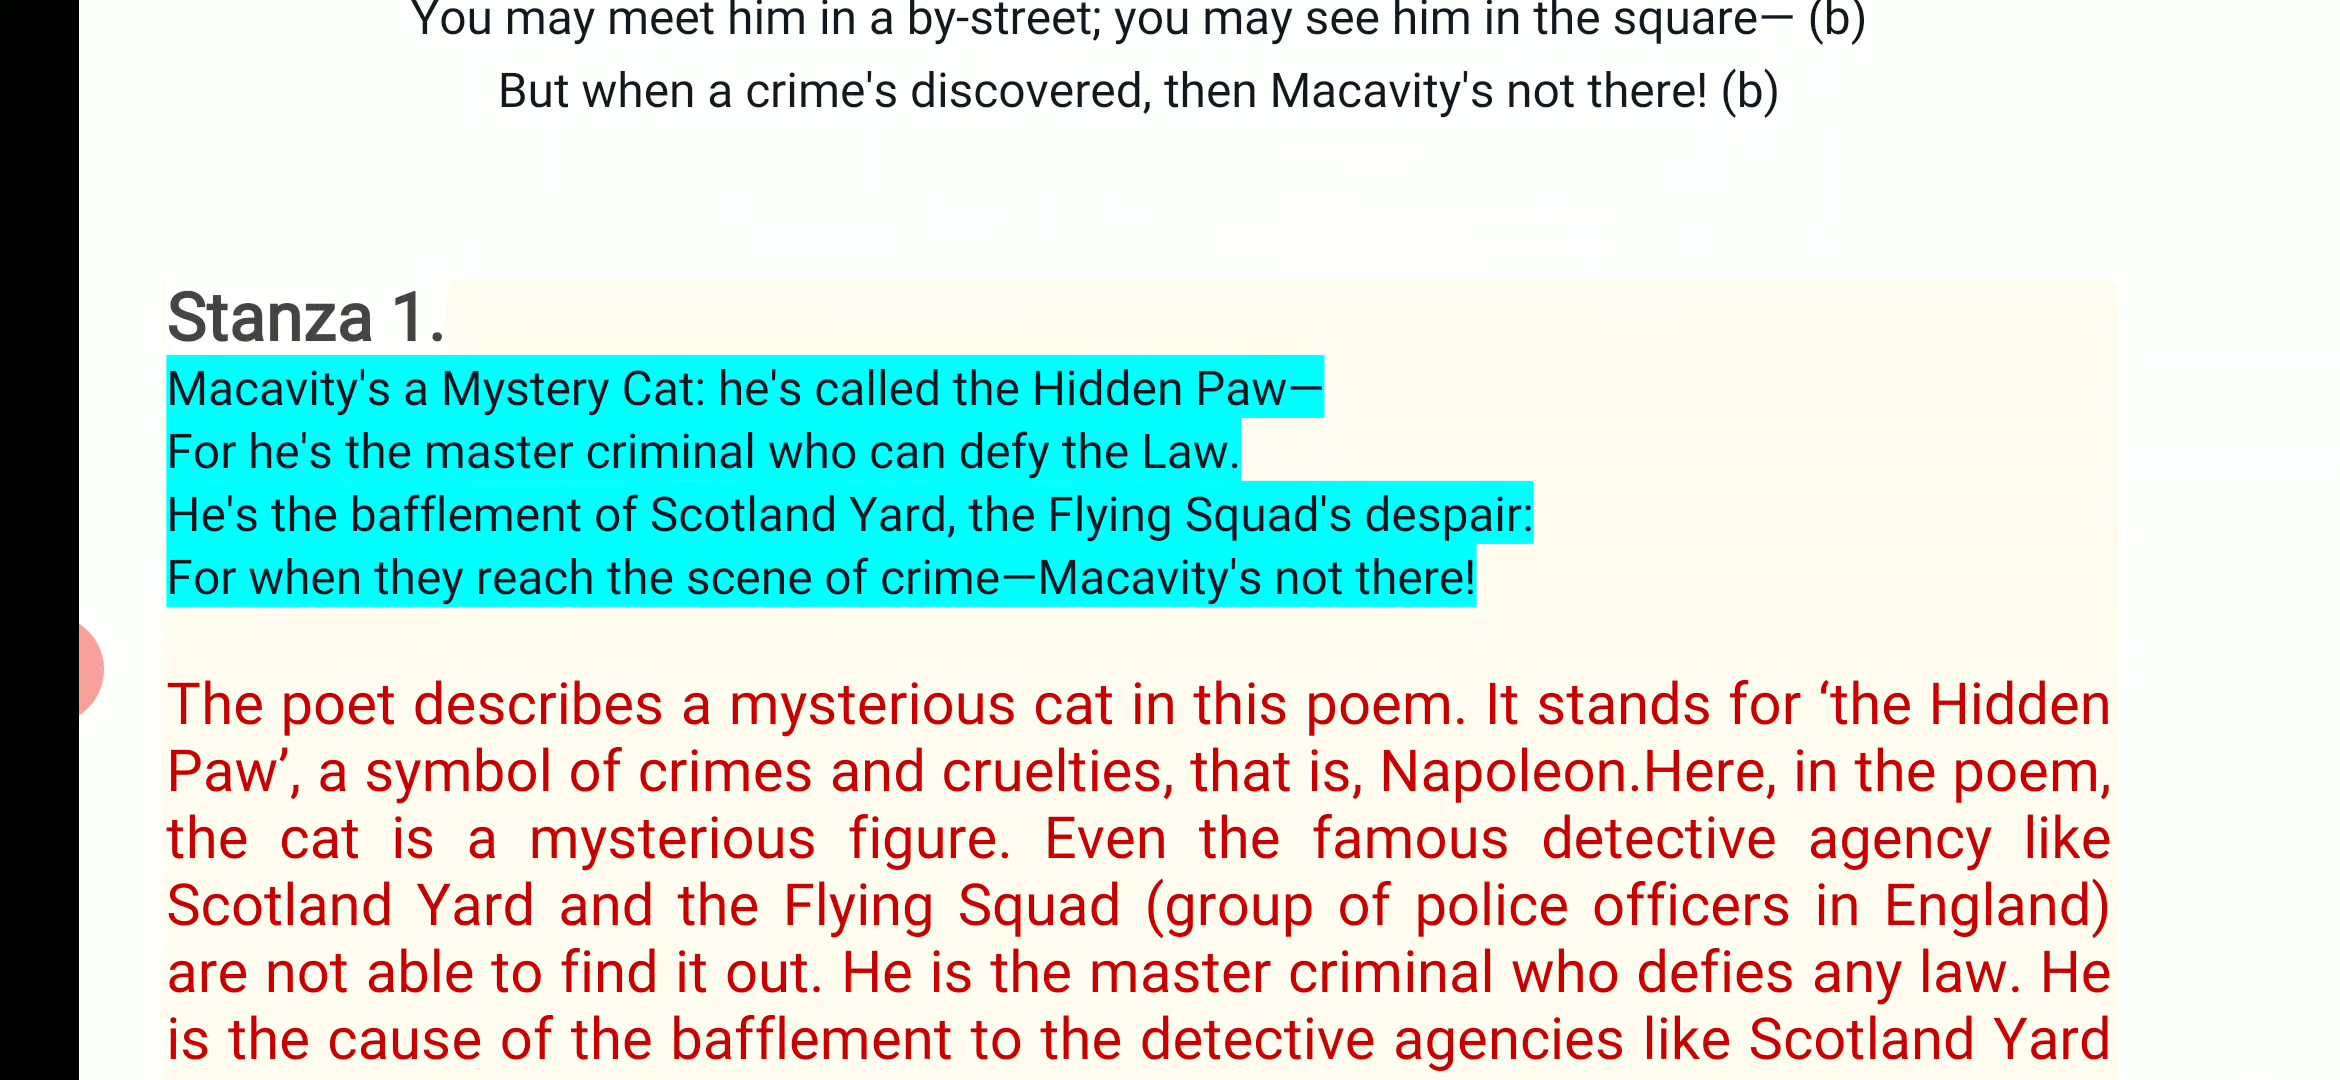 You may meet him in a by-street; you may see him in the square— (b)
But when a crime's discovered, then Macavity's not there! (b)
Stanza 1.
Macavity's a Mystery Cat: he's called the Hidden Paw—
For he's the master criminal who can defy the Law.
He's the bafflement of Scotland Yard, the Flying Squad's despair:
For when they reach the scene of crime—Macavity's not there!
The poet describes a mysterious cat in this poem. It stands for ‘the Hidden
Paw’, a symbol of crimes and cruelties, that is, Napoleon.Here, in the poem,
the cat is a mysterious figure. Even the famous detective agency like
Scotland Yard and the Flying Squad (group of police officers in England)
are not able to find it out. He is the master criminal who defies any law. He
is the cause of the bafflement to the detective agencies like Scotland Yard